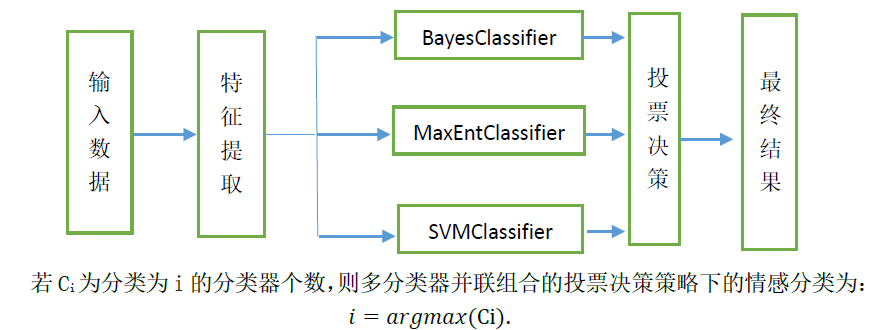 输入数据
特征提取
BayesClassifier
MaxEntClassifier
SVMClassifier
投票决策
最终结果
若 Ci为分类为 i 的分类器个数,则多分类器并联组合的投票决策策略下的情感分类为:
i = argmax(Ci).